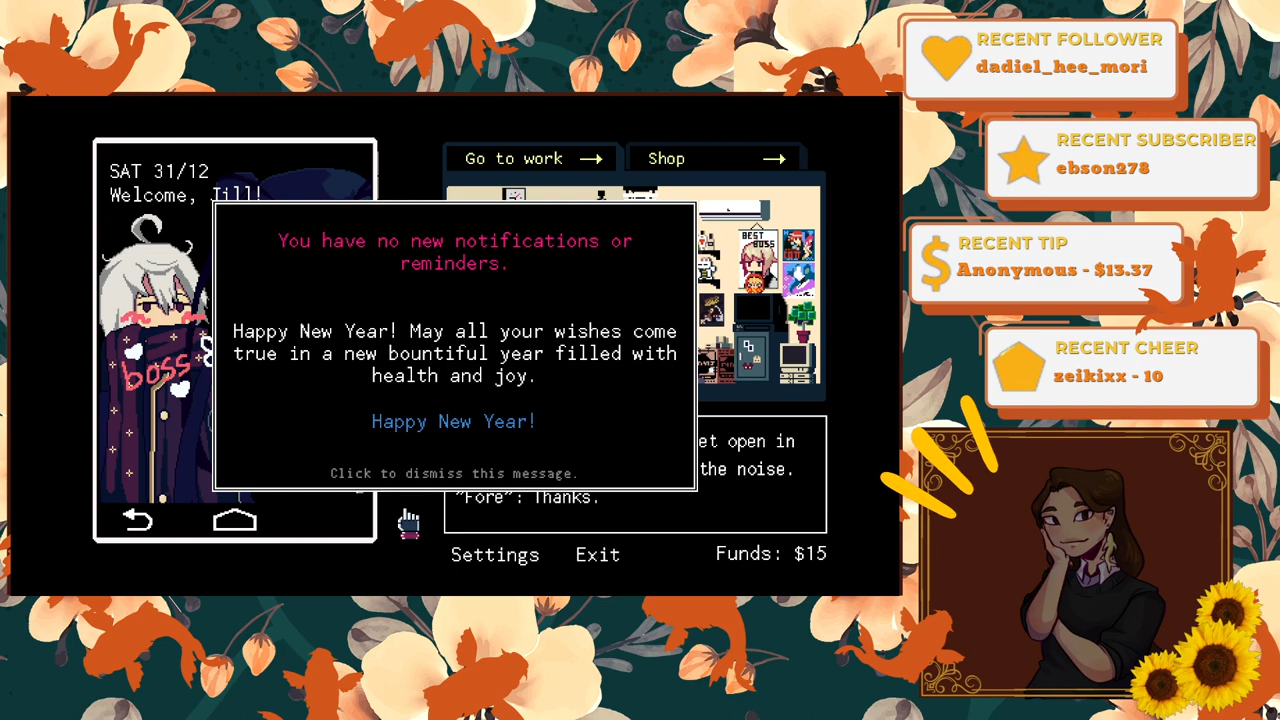 SAT 31/12
Welcome, Jill!
boss
Go to work
Shop
BEST
BOSS
You have no new notifications or
reminders.
Happy New Year! May all your wishes come
true in a new bountiful year filled with
health and joy.
Happy New Year!
Click to dismiss this message.
et open in
the noise.
"Fore": Thanks.
Settings
Exit
Funds: $15
RECENT FOLLOWER
dadiel_hee_mori
RECENT SUBSCRIBER
ebson278
$
RECENT TIP
Anonymous - $13.37
RECENT CHEER
zeikixx - 10